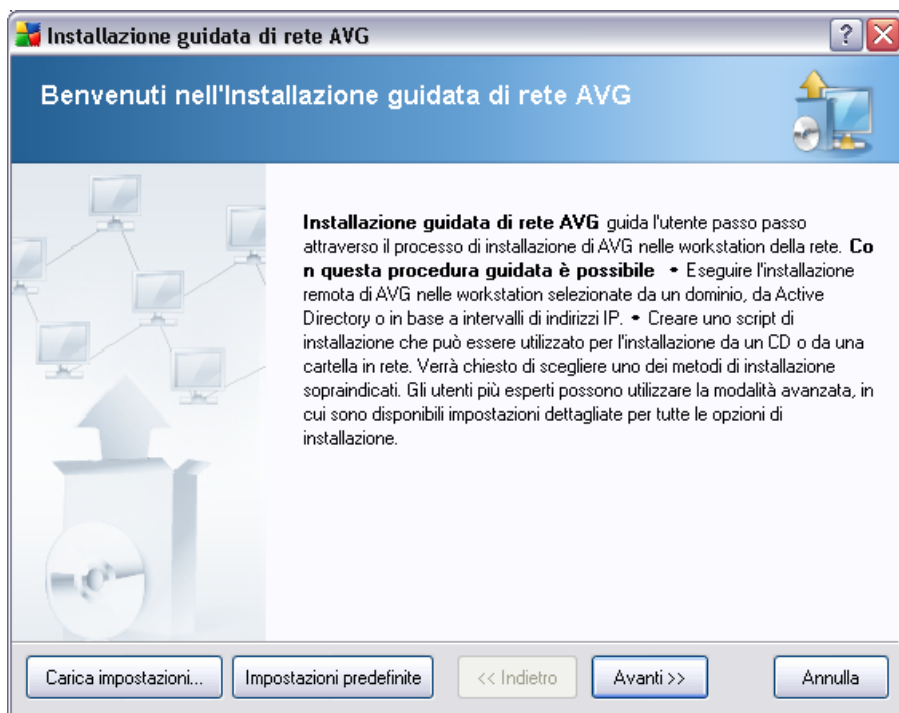 Installazione guidata di rete AVG
Benvenuti nell'Installazione guidata di rete AVG
Installazione guidata di rete AVG guida l'utente passo passo
attraverso il processo di installazione di AVG nelle workstation della rete. Co
n questa procedura guidata è possibile • Eseguire l'installazione
remota di AVG nelle workstation selezionate da un dominio, da Active
Directory o in base a intervalli di indirizzi IP. • Creare uno script di
installazione che può essere utilizzato per l'installazione da un CD o da una
cartella in rete. Verrà chiesto di scegliere uno dei metodi di installazione
sopraindicati. Gli utenti più esperti possono utilizzare la modalità avanzata, in
cui sono disponibili impostazioni dettagliate per tutte le opzioni di
installazione.
Carica impostazioni... Impostazioni predefinite << Indietro Avanti >> Annulla